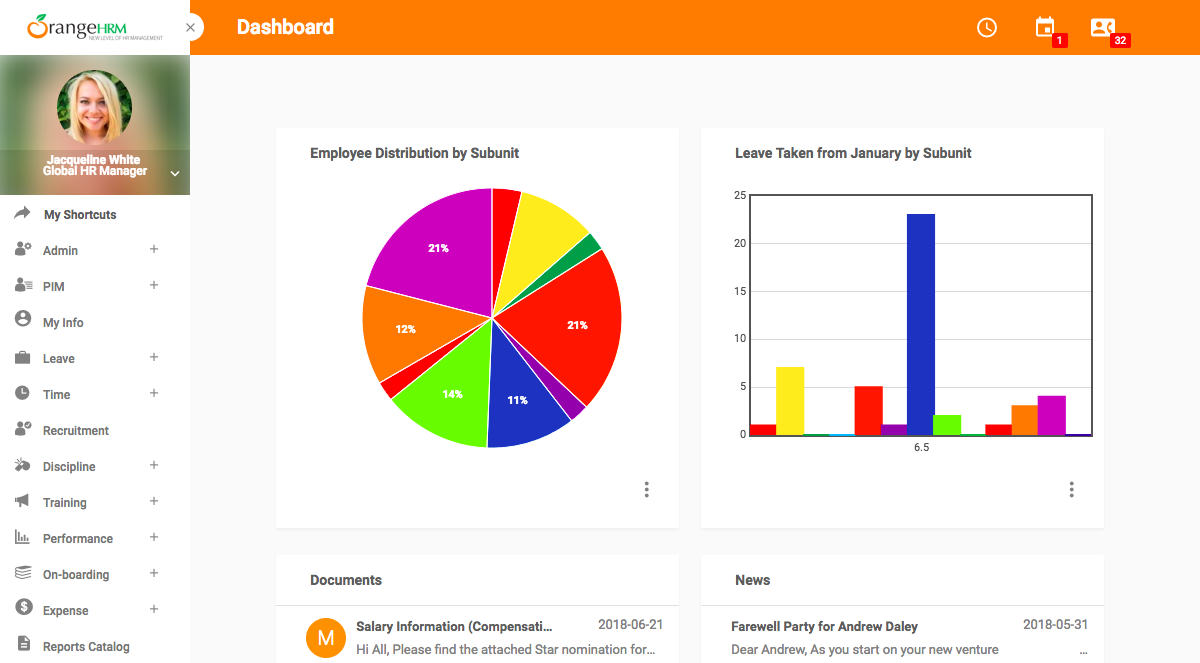 OrangeHRM
NEW LEVEL OF HR MANAGEMENT
Dashboard
1
32
Jacqueline White
Global HR Manager
My Shortcuts
Admin
PIM
My Info
Leave
Time
Recruitment
Discipline
Training
Performance
On-boarding
Expense
Reports Catalog
Employee Distribution by Subunit
21%
21%
12%
14%
11%
Leave Taken from January by Subunit
25
20
15
10
5
0
6.5
Documents
M
Salary Information (Compensati...
2018-06-21
Hi All, Please find the attached Star nomination for...
News
Farewell Party for Andrew Daley
2018-05-31
Dear Andrew, As you start on your new venture
...